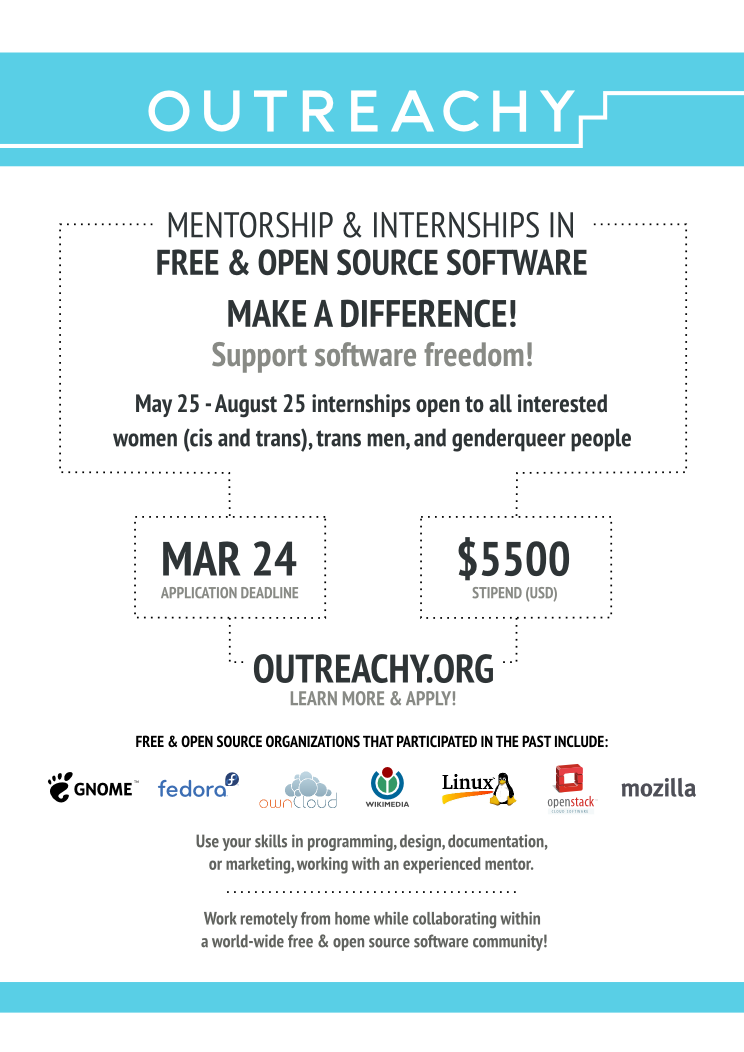 OUTREACHY
MENTORSHIP & INTERNSHIPS IN
FREE & OPEN SOURCE SOFTWARE
MAKE A DIFFERENCE!
Support software freedom!
May 25 - August 25 internships open to all interested
women (cis and trans), trans men, and genderqueer people
MAR 24
APPLICATION DEADLINE
$5500
STIPEND (USD)
OUTREACHY.ORG
LEARN MORE & APPLY!
FREE & OPEN SOURCE ORGANIZATIONS THAT PARTICIPATED IN THE PAST INCLUDE:
GNOME™
fedora
ownCloud
WIKIMEDIA
Linux
openstack
CLOUD SOFTWARE
mozilla
Use your skills in programming, design, documentation,
or marketing, working with an experienced mentor.
Work remotely from home while collaborating within
a world-wide free & open source software community!